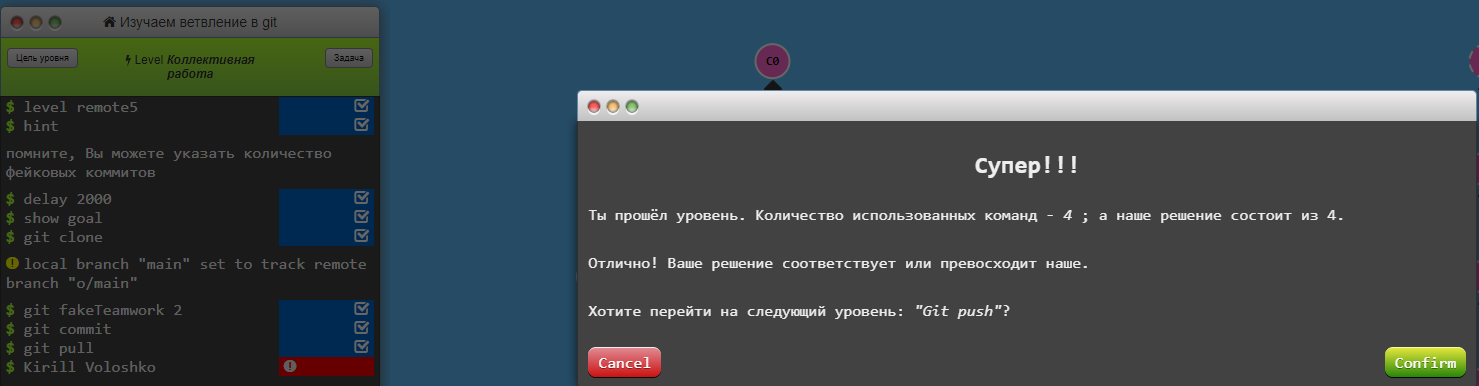 Изучаем ветвление в git
Цель уровня
Level Коллективная
работа
Задача
$ level remote5
$ hint
помните, Вы можете указать количество
фейковых коммитов
$ delay 2000
$ show goal
$ git clone
local branch "main" set to track remote
branch "o/main"
$ git fakeTeamwork 2
$ git commit
$ git pull
$ Kirill Voloshko
C0
Супер!!!
Ты прошёл уровень. Количество использованных команд - 4 ; а наше решение состоит из 4.
Отлично! Ваше решение соответствует или превосходит наше.
Хотите перейти на следующий уровень: "Git push"?
Cancel
Confirm